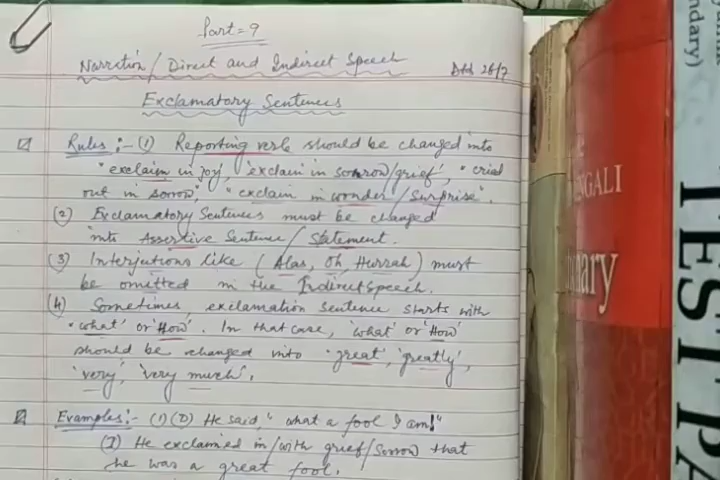 Part = 9
Narration / Direct and Indirect Speech Dtd 26/7
Exclamatory Sentences
Rules :- (1) Reporting verb should be changed into
"exclaim in joy', 'exclaim in sorrow/grief', "cried
out in sorrow", "exclaim in wonder / Surprise".
(2) Exclamatory Sentences must be changed
into Assertive Sentence / Statement.
(3) Interjections like (Alas, Oh, Hurrah) must
be omitted in the Indirect Speech.
(4) Sometimes, exclamation sentence starts with
"what' or 'How'. In that case, 'what' or 'How'
should be changed into 'great', 'greatly',
'very', 'very much'.
Examples:- (1) (D) He said, "what a fool I am!"
(I) He exclaimed in/with grief/sorrow that
he was a great fool.
NGALI
nary
ndary)
TEST PA